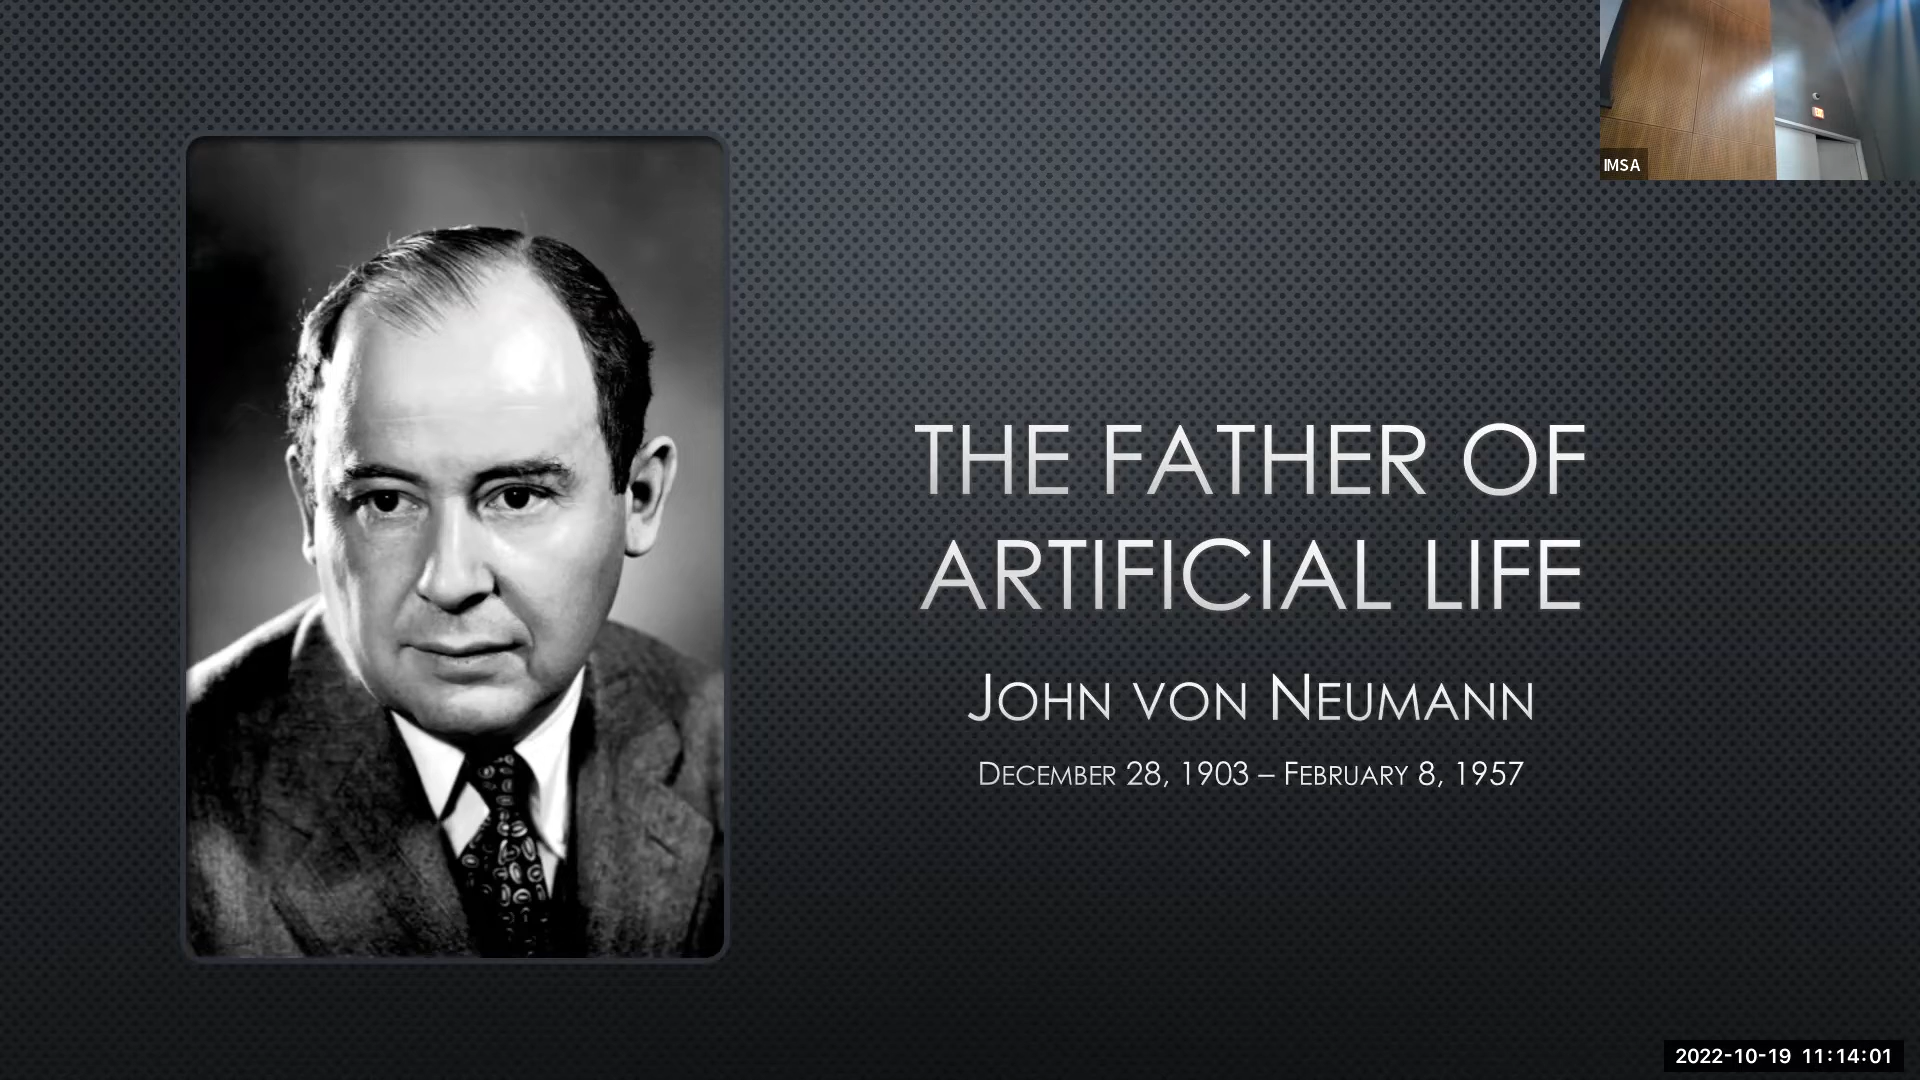 IMSA
THE FATHER OF
ARTIFICIAL LIFE
JOHN VON NEUMANN
DECEMBER 28, 1903 – FEBRUARY 8, 1957
2022-10-19 11:14:01